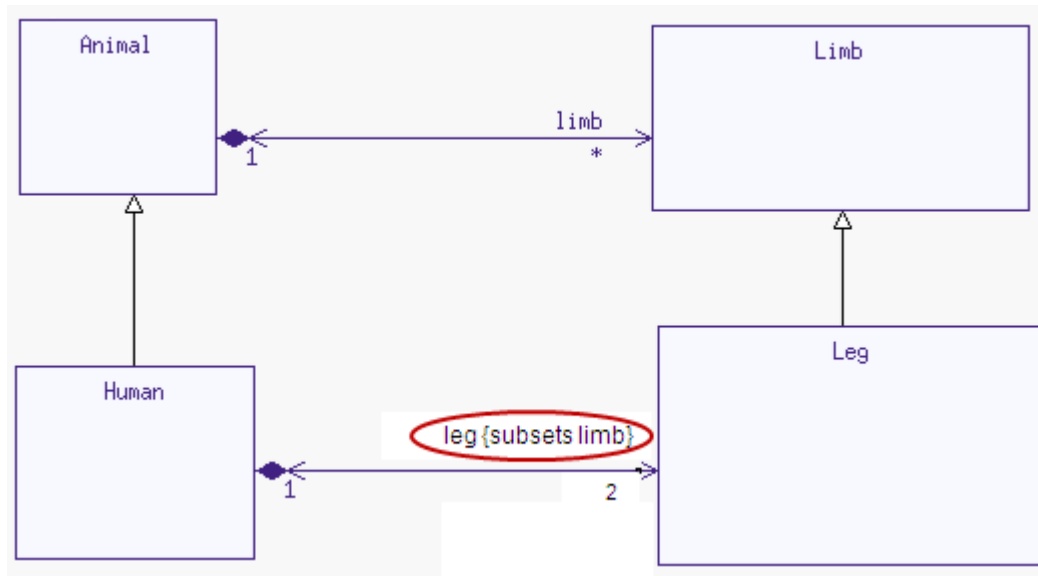 Animal
Limb
limb
1
*
Human
Leg
leg {subsets limb}
1
2